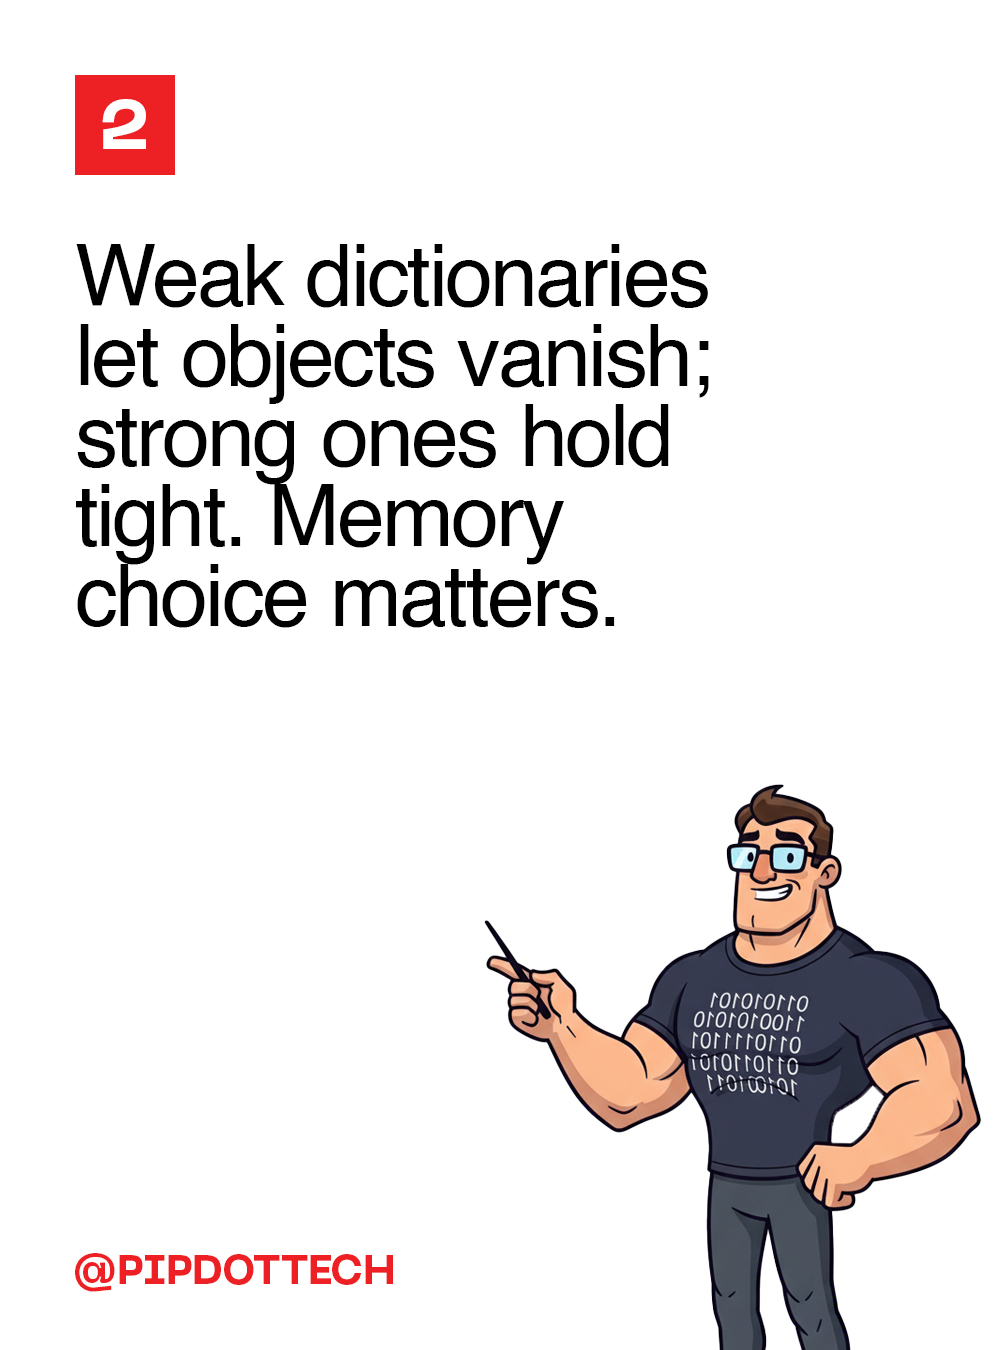 2
Weak dictionaries
let objects vanish;
strong ones hold
tight. Memory
choice matters.
@PIPDOTTECH